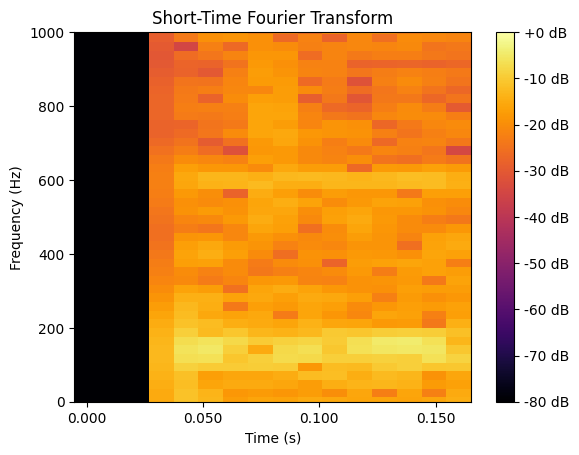 Short-Time Fourier Transform
1000
800
600
400
200
0
Frequency (Hz)
0.000
0.050
0.100
0.150
Time (s)
+0 dB
-10 dB
-20 dB
-30 dB
-40 dB
-50 dB
-60 dB
-70 dB
-80 dB